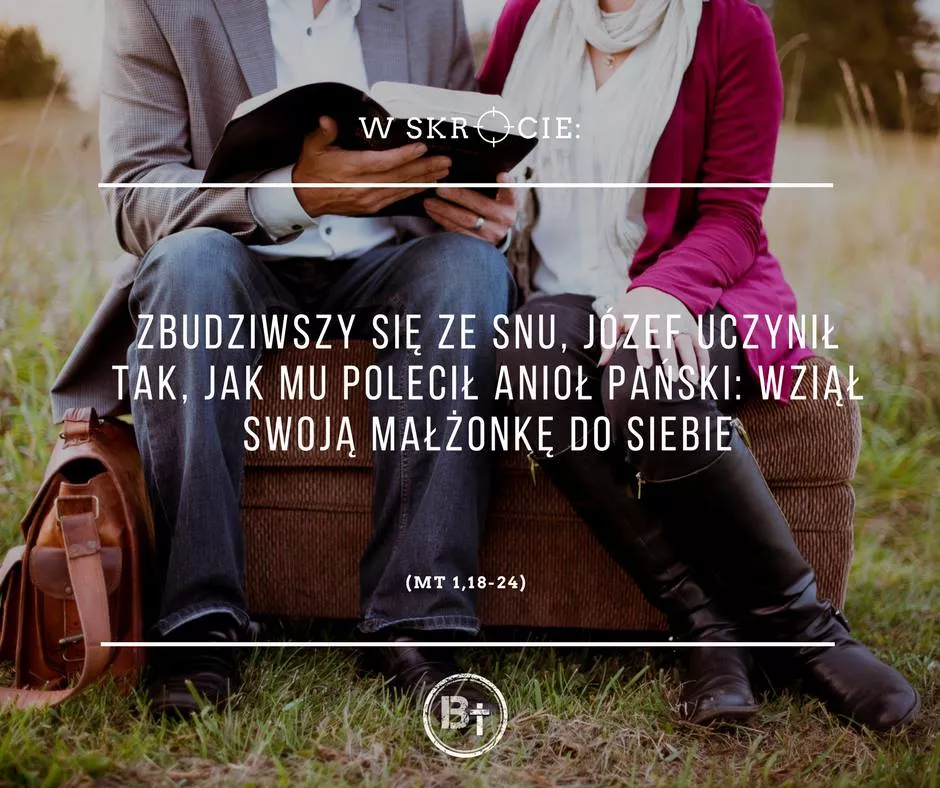 W SKRÓCIE:
ZBUDZIWSZY SIĘ ZE SNU, JÓZEF UCZYNIŁ
TAK, JAK MU POLECIŁ ANIOŁ PAŃSKI: WZIĄŁ
SWOJĄ MAŁŻONKĘ DO SIEBIE
(MT 1,18-24)
B†